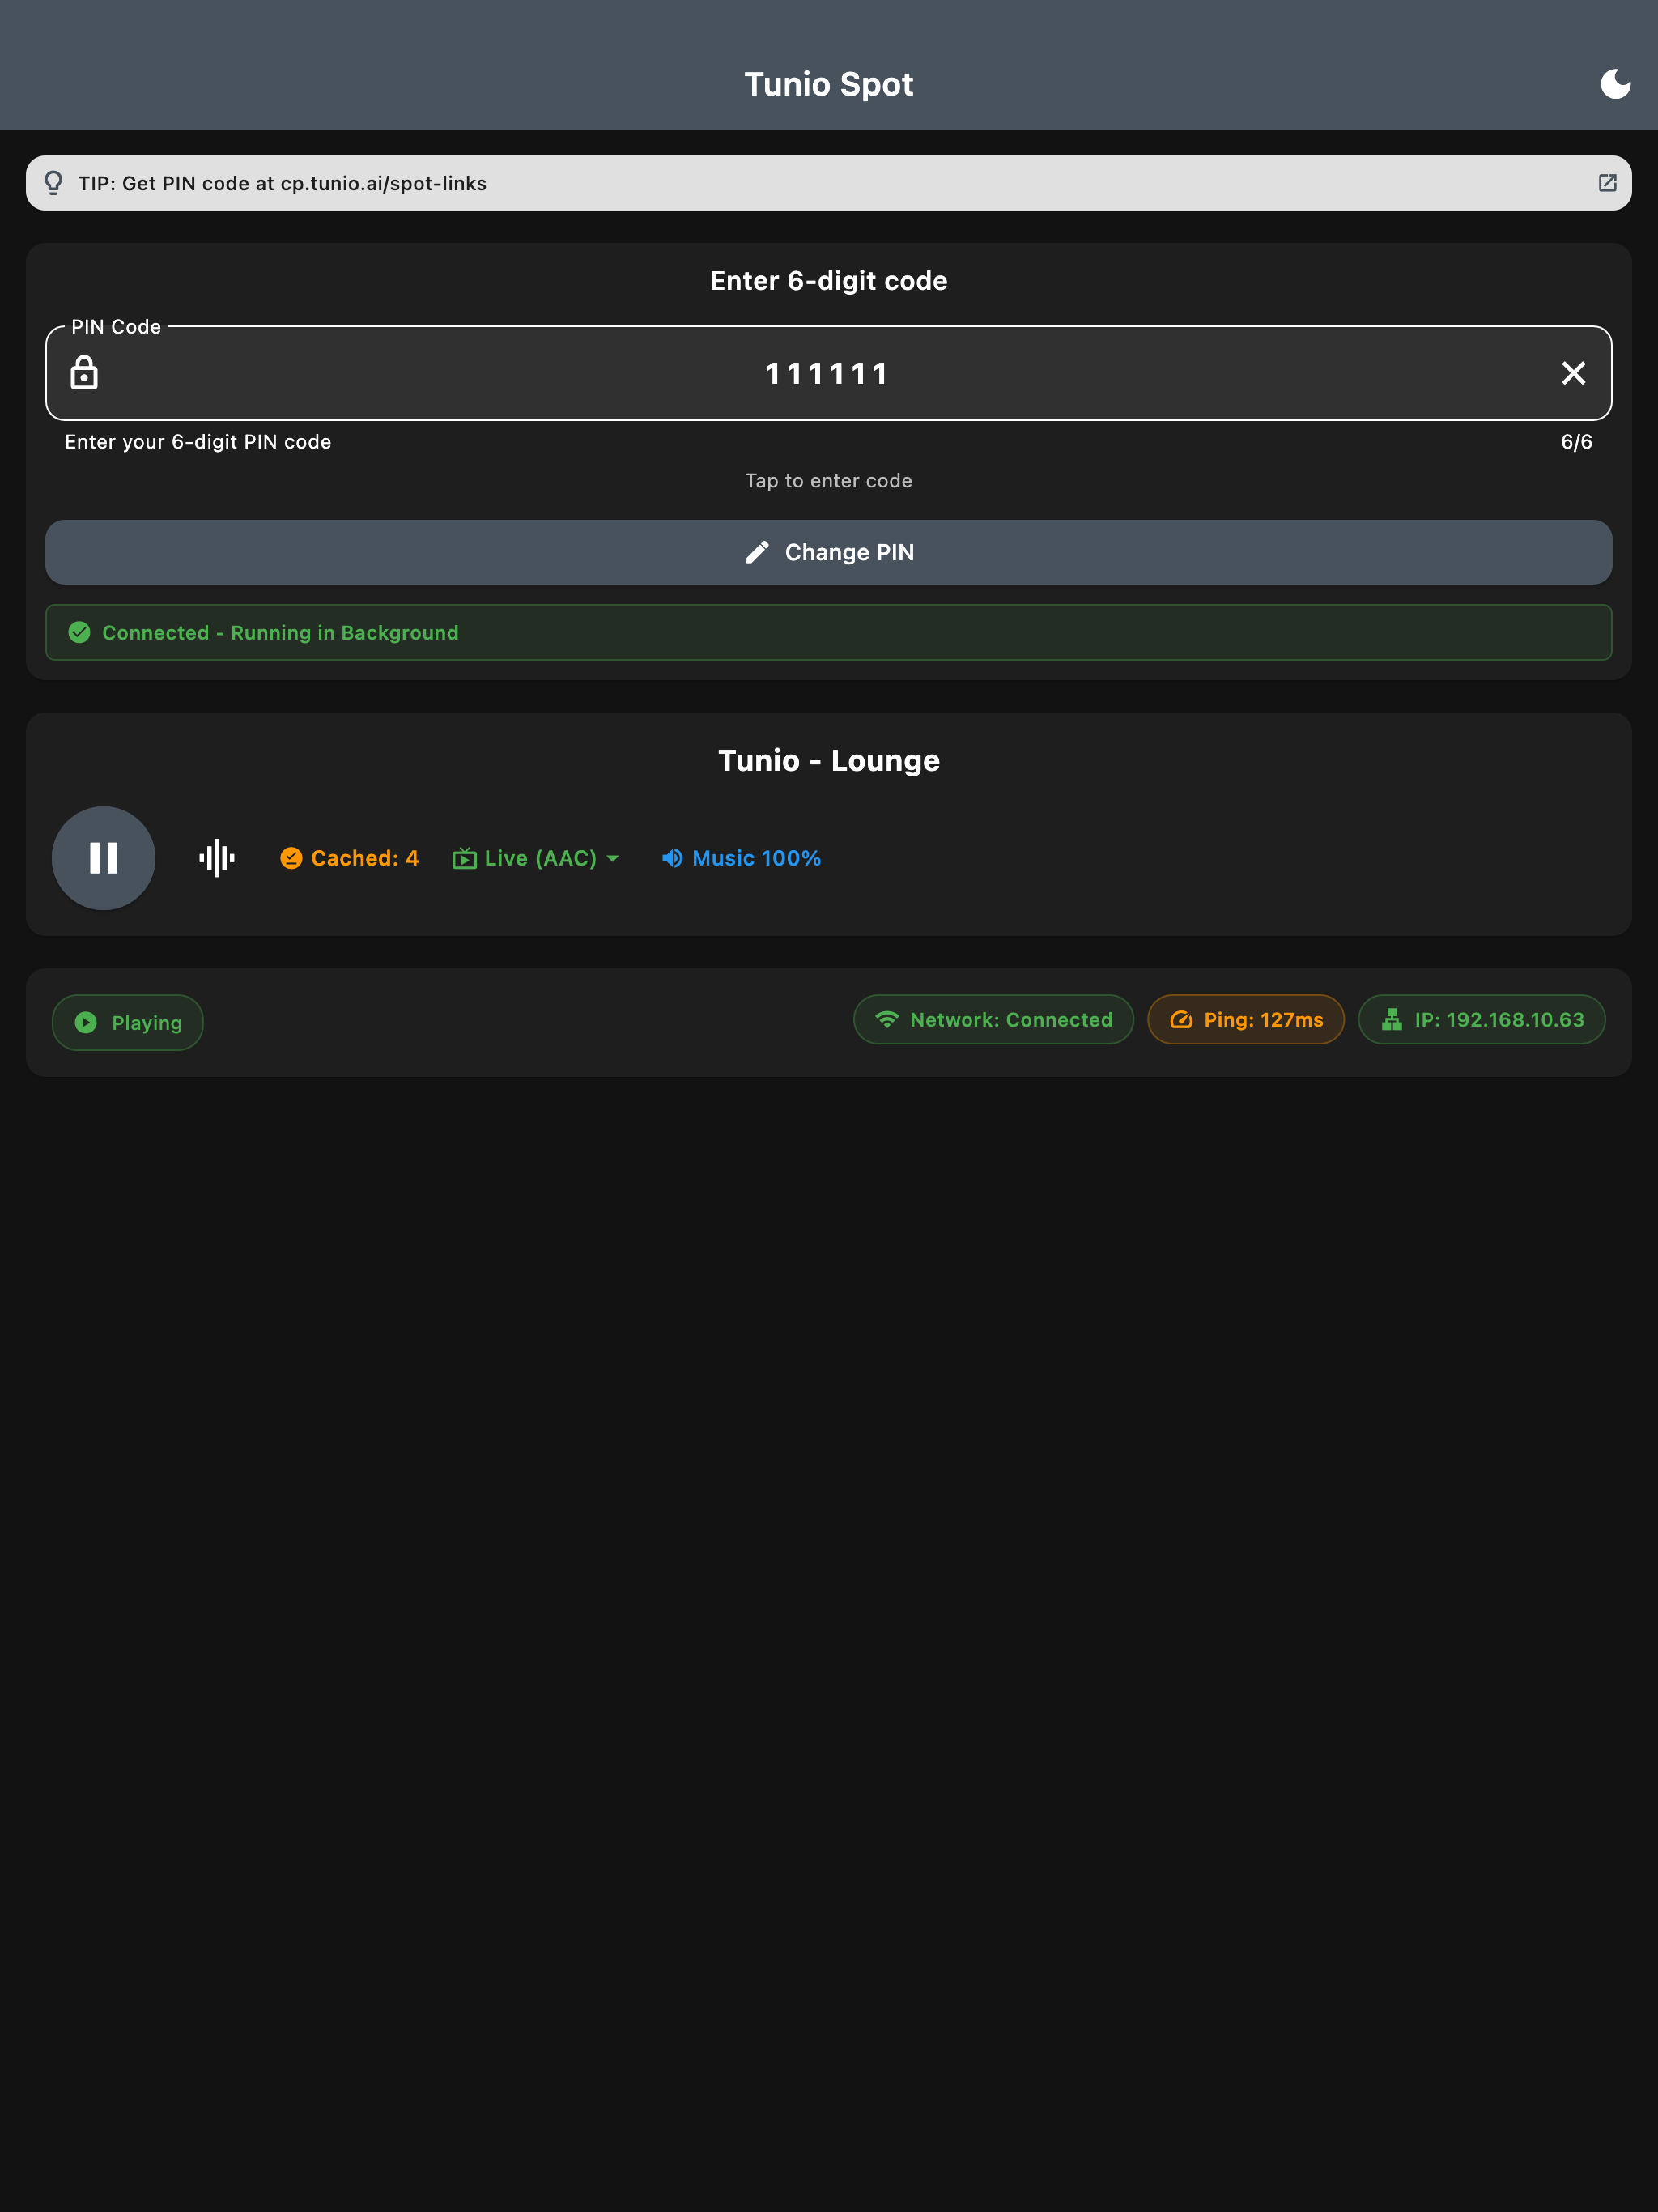 Tunio Spot
TIP: Get PIN code at cp.tunio.ai/spot-links
Enter 6-digit code
PIN Code
111111
Enter your 6-digit PIN code
6/6
Tap to enter code
Change PIN
Connected - Running in Background
Tunio - Lounge
Cached: 4
Live (AAC)
Music 100%
Playing
Network: Connected
Ping: 127ms
IP: 192.168.10.63